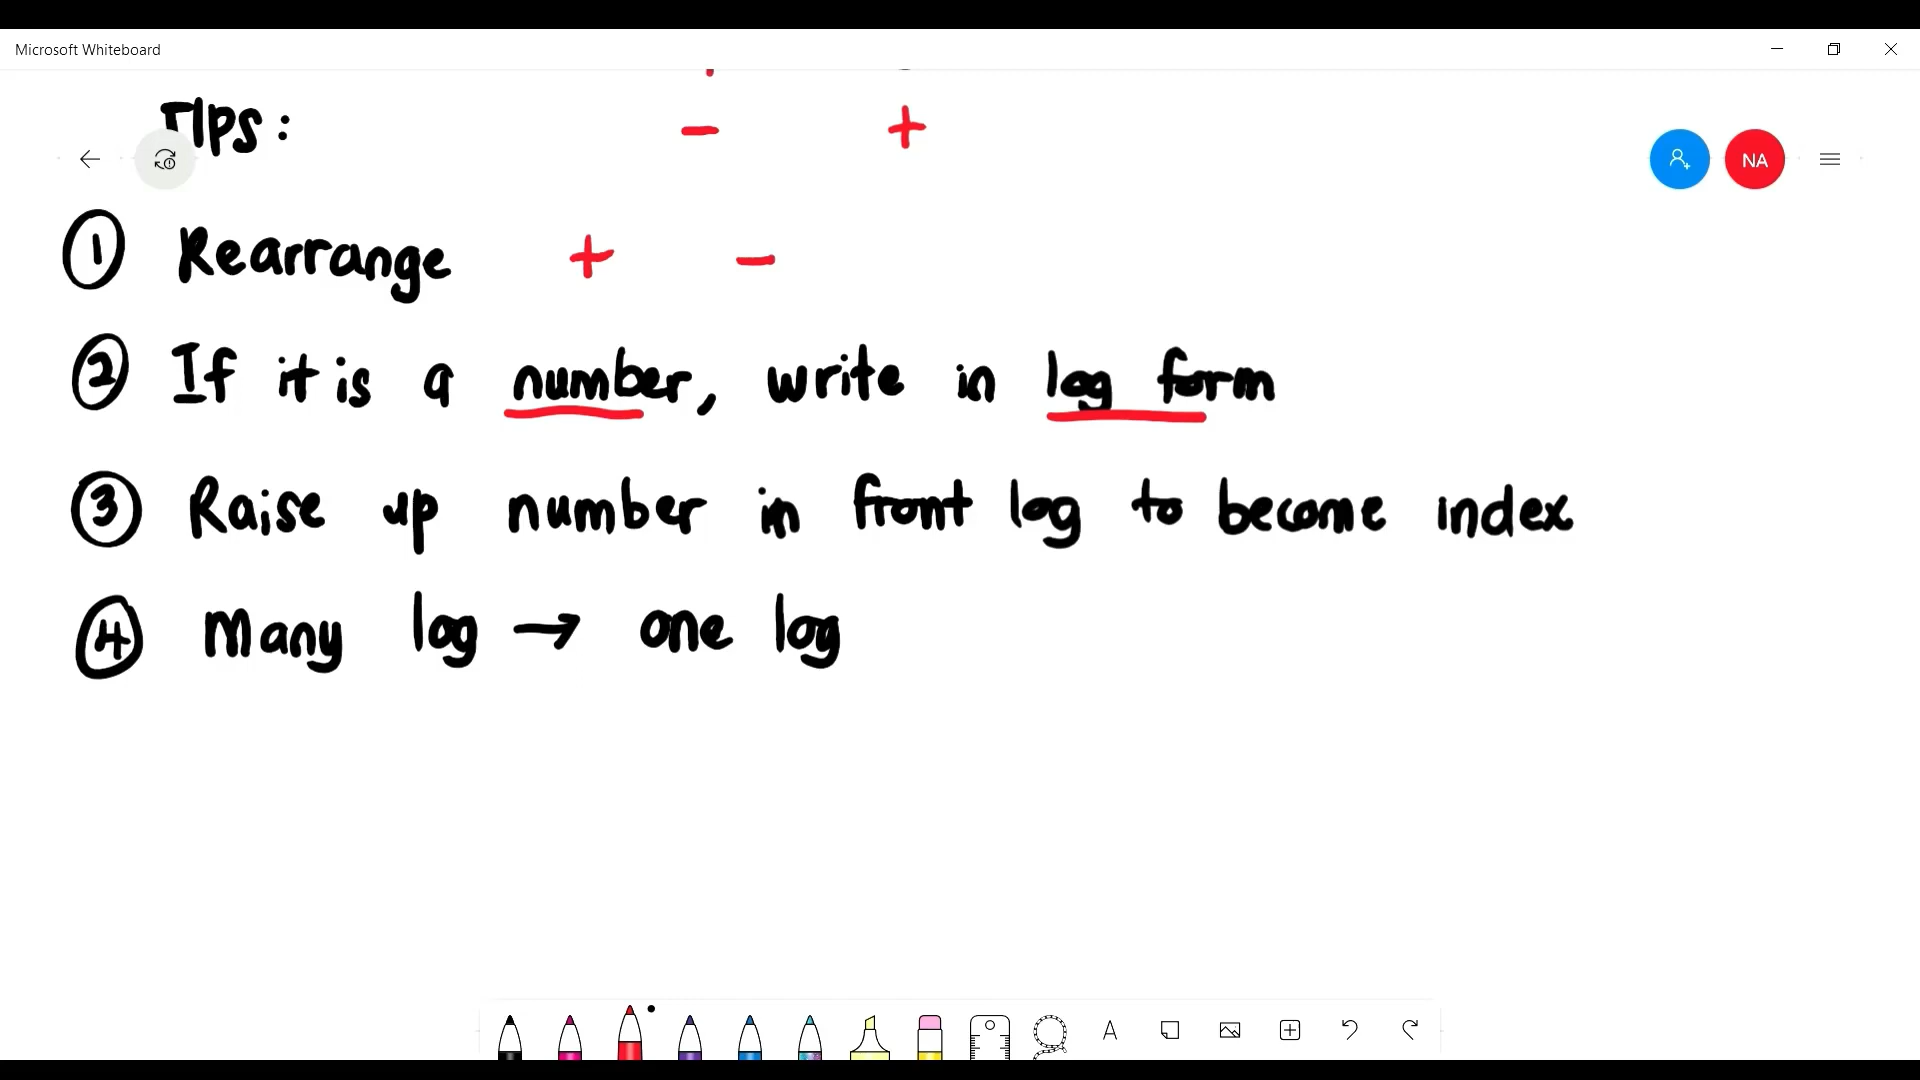 Microsoft Whiteboard
TIPs: - +
NA
① Rearrange + -
② If it is a number, write in log form
③ Raise up number in front log to become index
④ Many log → one log
A